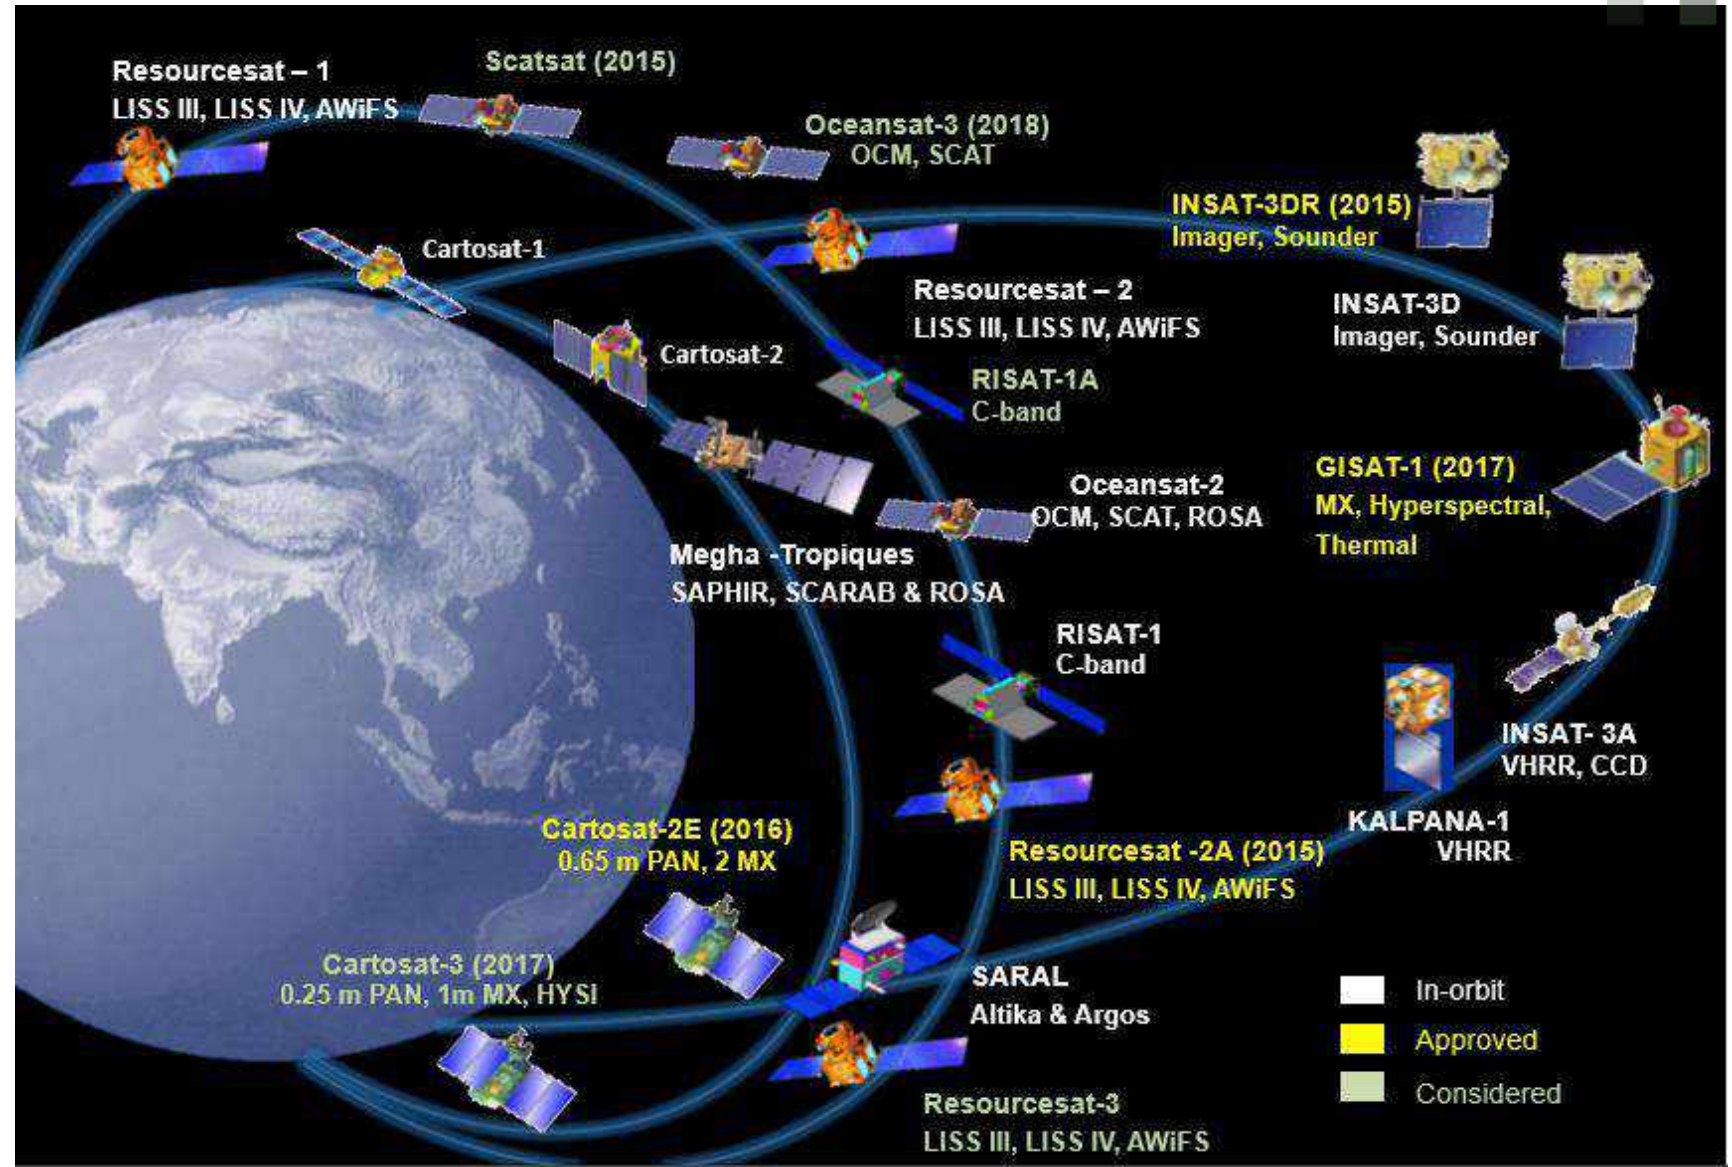 Resourcesat – 1
LISS III, LISS IV, AWiFS
Scatsat (2015)
Oceansat-3 (2018)
OCM, SCAT
INSAT-3DR (2015)
Imager, Sounder
Cartosat-1
Resourcesat – 2
LISS III, LISS IV, AWiFS
INSAT-3D
Imager, Sounder
Cartosat-2
RISAT-1A
C-band
GISAT-1 (2017)
MX, Hyperspectral,
Thermal
Oceansat-2
OCM, SCAT, ROSA
Megha -Tropiques
SAPHIR, SCARAB & ROSA
RISAT-1
C-band
INSAT- 3A
VHRR, CCD
KALPANA-1
VHRR
Cartosat-2E (2016)
0.65 m PAN, 2 MX
Resourcesat -2A (2015)
LISS III, LISS IV, AWiFS
Cartosat-3 (2017)
0.25 m PAN, 1m MX, HYSI
SARAL
Altika & Argos
Resourcesat-3
LISS III, LISS IV, AWiFS
In-orbit
Approved
Considered